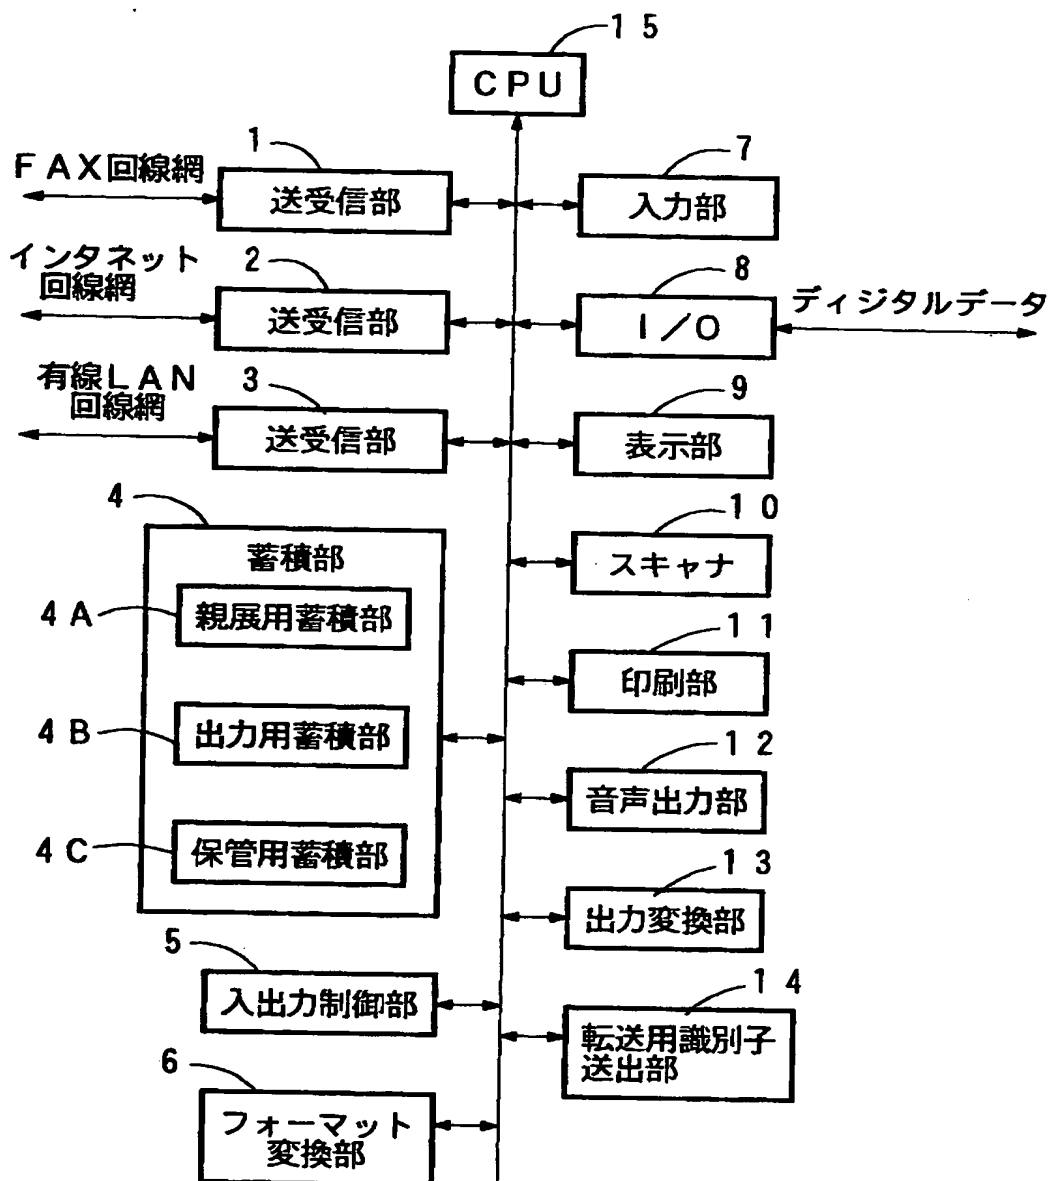 15
CPU
1
FAX回線網
送受信部
7
入力部
インタネット
回線網
2
送受信部
8
I/O
ディジタルデータ
有線LAN
回線網
3
送受信部
9
表示部
4
蓄積部
4A
親展用蓄積部
4B
出力用蓄積部
4C
保管用蓄積部
10
スキャナ
11
印刷部
12
音声出力部
13
出力変換部
5
入出力制御部
14
転送用識別子
送出部
6
フォーマット
変換部